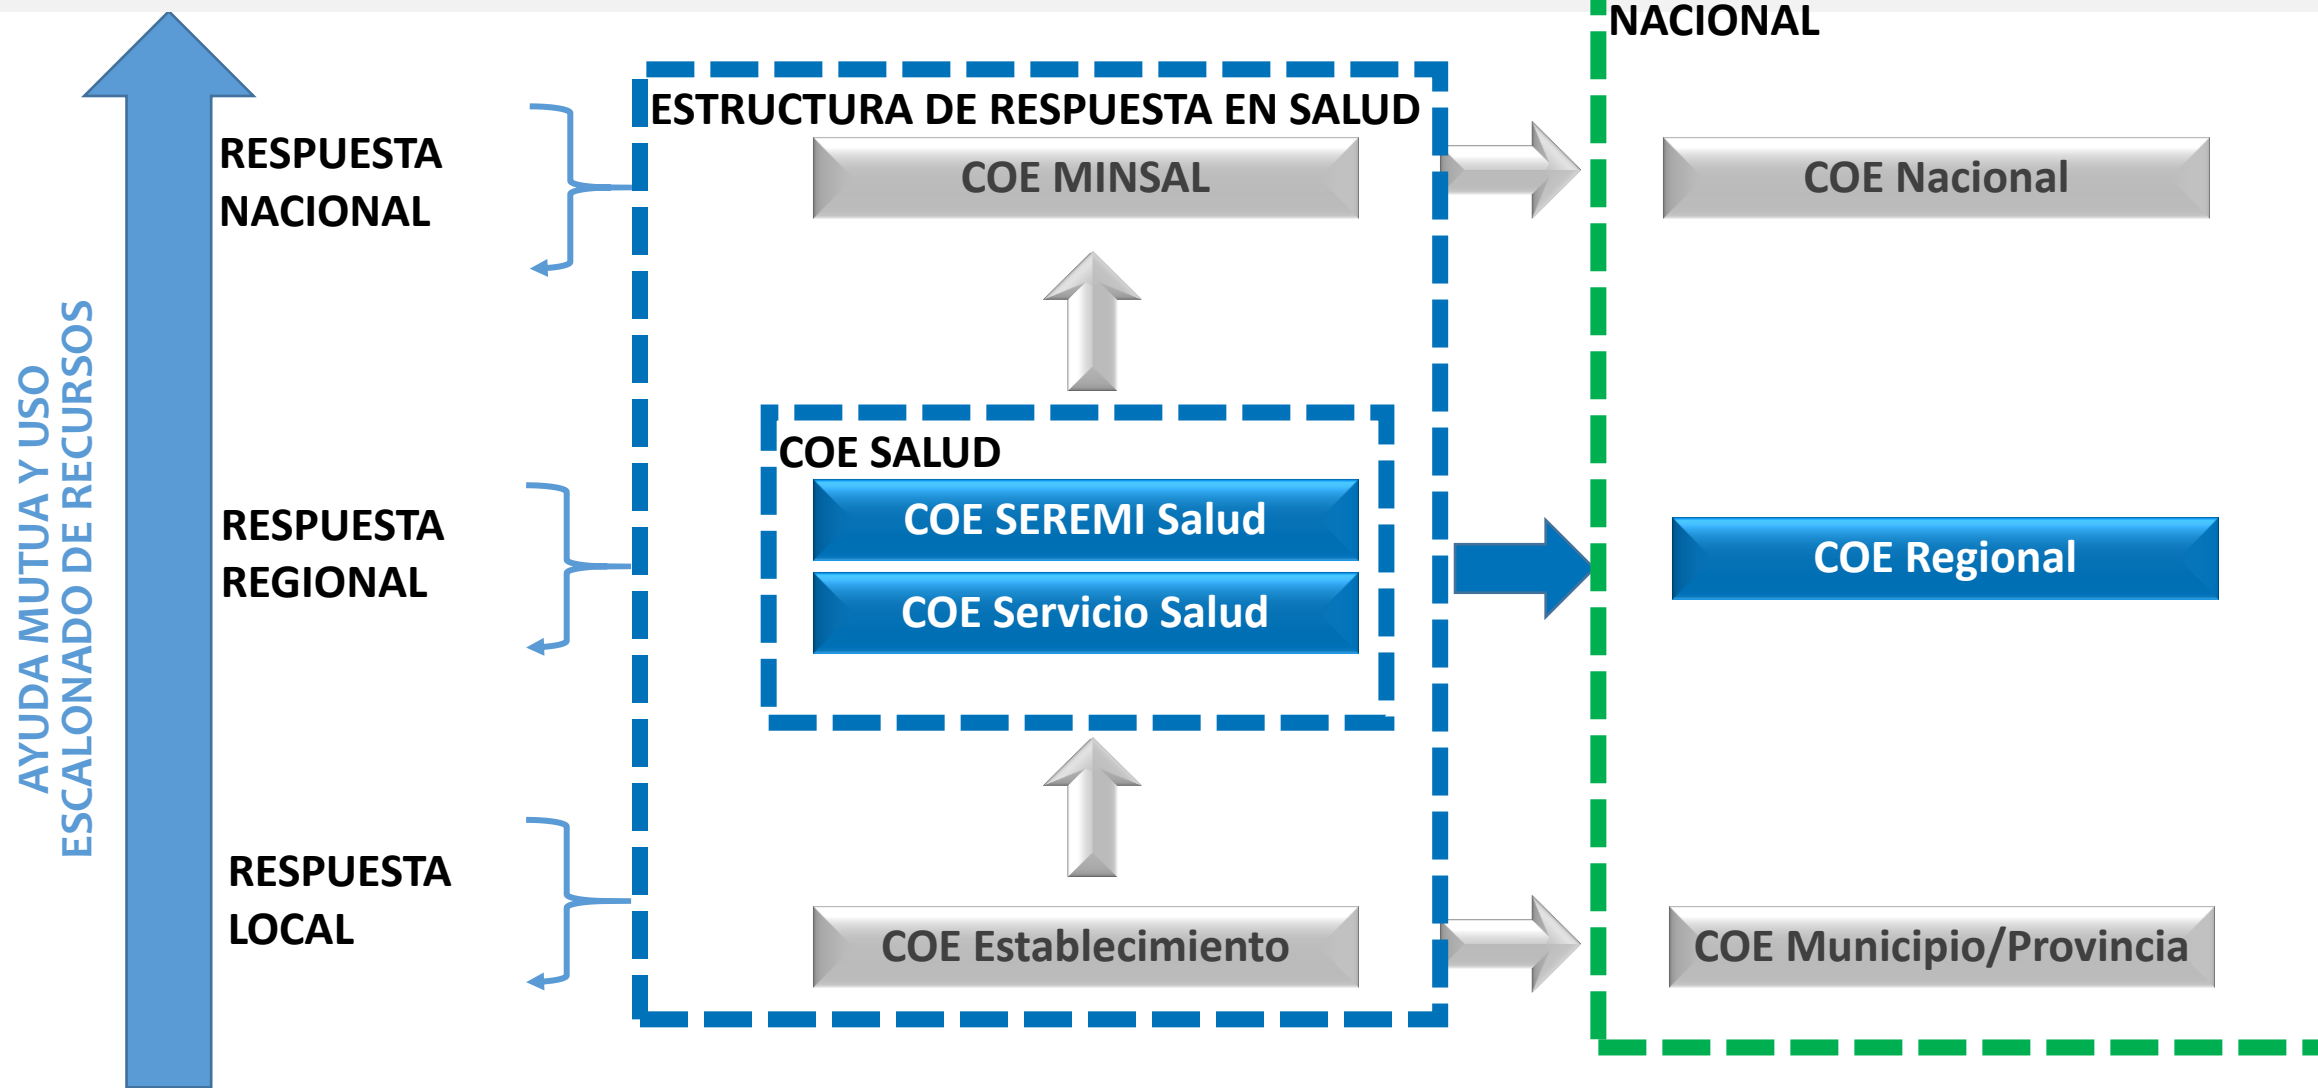 NACIONAL
ESTRUCTURA DE RESPUESTA EN SALUD
RESPUESTA
NACIONAL
COE MINSAL
COE Nacional
AYUDA MUTUA Y USO
ESCALONADO DE RECURSOS
COE SALUD
RESPUESTA
REGIONAL
COE SEREMI Salud
COE Servicio Salud
COE Regional
RESPUESTA
LOCAL
COE Establecimiento
COE Municipio/Provincia